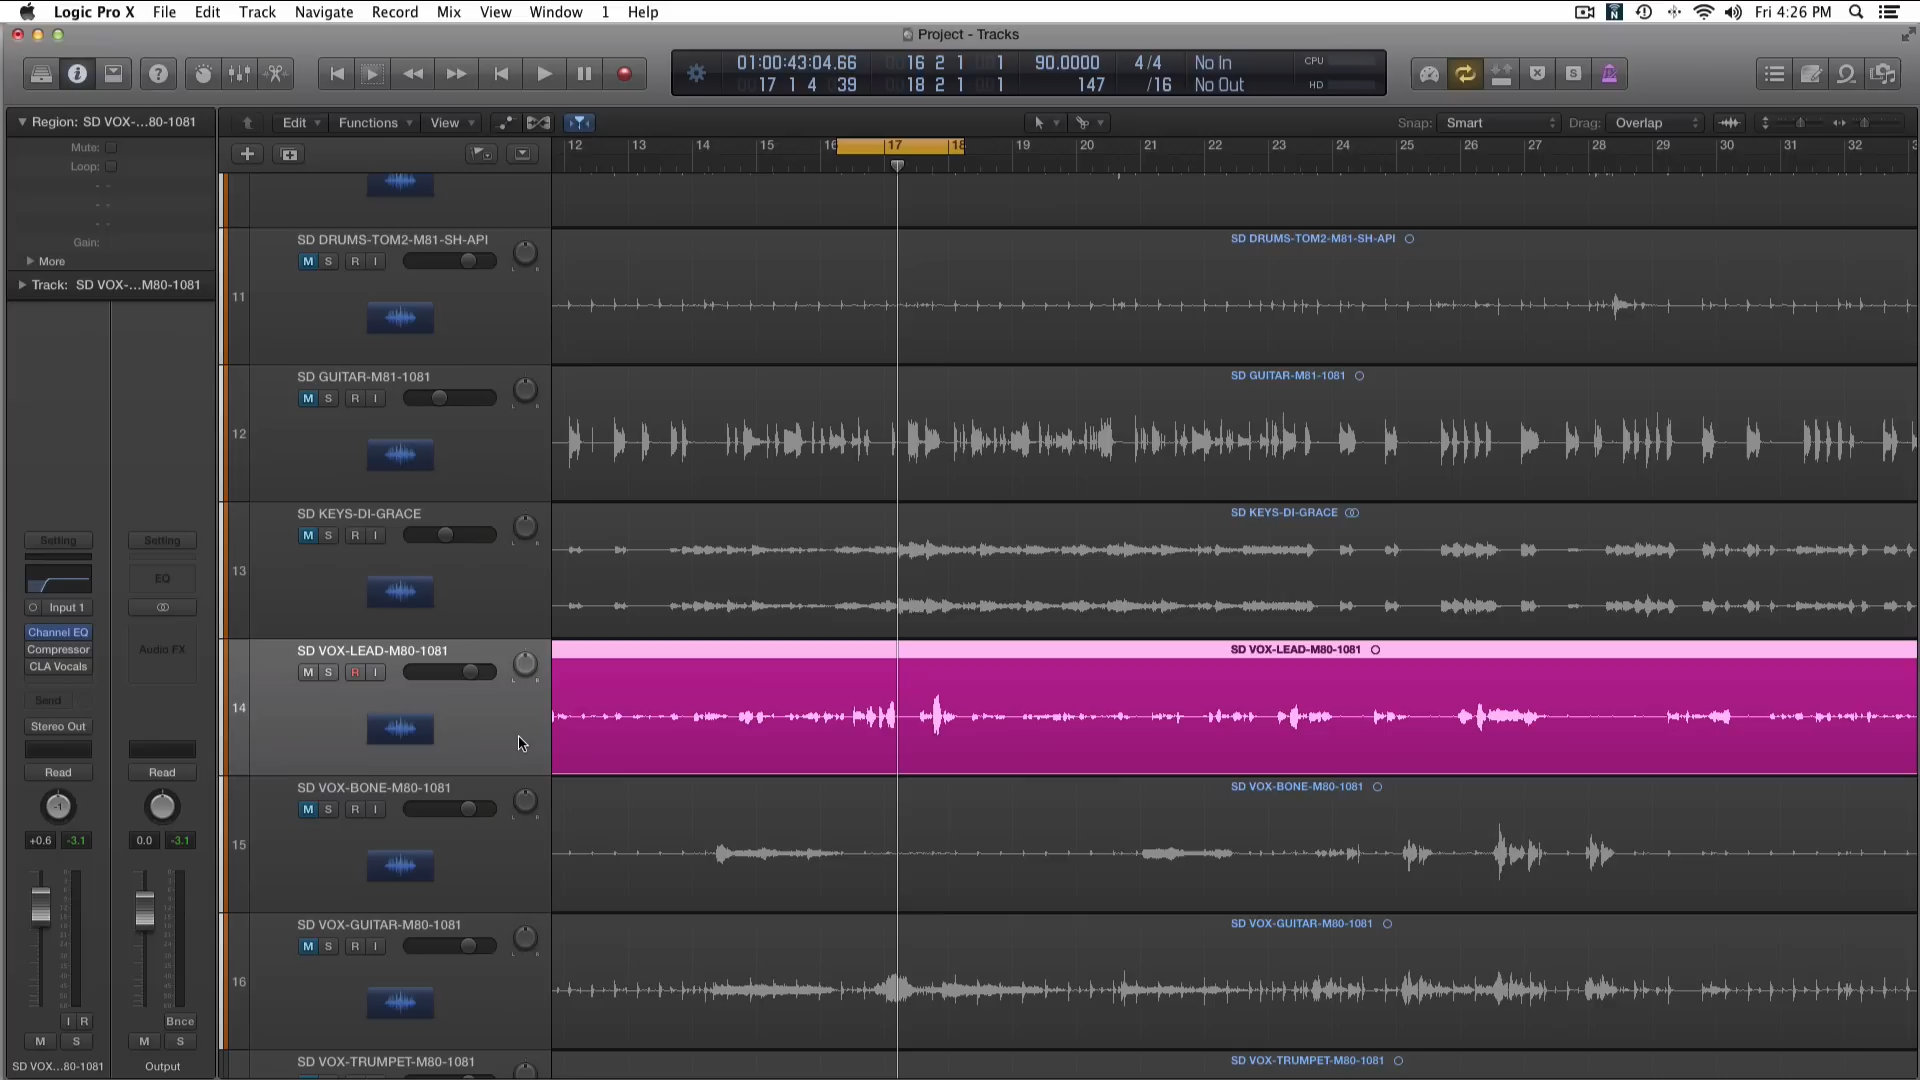 Logic Pro X File Edit Track Navigate Record Mix View Window 1 Help Fri 4:26 PM
Project - Tracks
01:00:43:04.66 16 2 1 1 90.0000 4/4 No In CPU
17 1 4 39 18 2 1 1 147 /16 No Out HD
Region: SD VOX-...80-1081 Edit Functions View Snap: Smart Drag: Overlap
Mute:
Loop:
Gain:
More
Track: SD VOX-...M80-1081
12 13 14 15 16 17 18 19 20 21 22 23 24 25 26 27 28 29 30 31 32
SD DRUMS-TOM2-M81-SH-API
M S R I
11
SD DRUMS-TOM2-M81-SH-API
SD GUITAR-M81-1081
M S R I
12
SD GUITAR-M81-1081
SD KEYS-DI-GRACE
M S R I
13
SD KEYS-DI-GRACE
SD VOX-LEAD-M80-1081
M S R I
14
SD VOX-LEAD-M80-1081
SD VOX-BONE-M80-1081
M S R I
15
SD VOX-BONE-M80-1081
SD VOX-GUITAR-M80-1081
M S R I
16
SD VOX-GUITAR-M80-1081
SD VOX-TRUMPET-M80-1081
SD VOX-TRUMPET-M80-1081
Setting Setting
EQ
Input 1
Channel EQ
Compressor Audio FX
CLA Vocals
Send
Stereo Out
Read Read
-1
+0.6 -3.1 0.0 -3.1
I R Bnce
M S M S
SD VOX...80-1081 Output